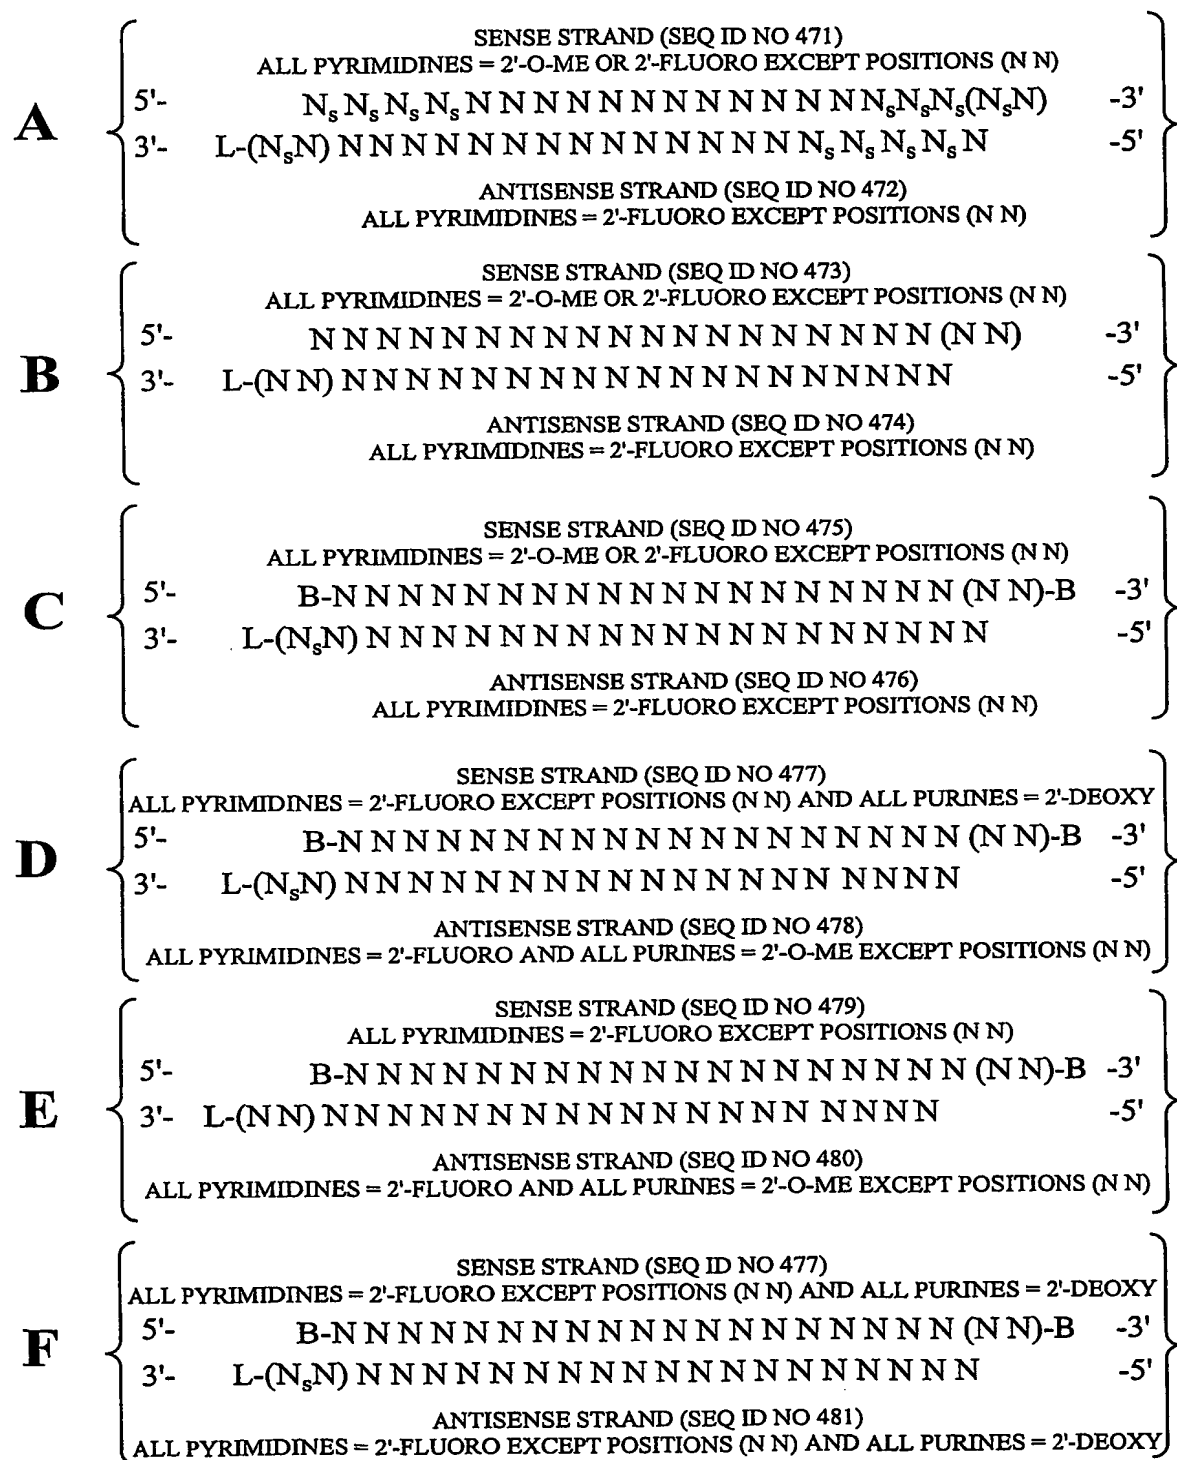 A
SENSE STRAND (SEQ ID NO 471)
ALL PYRIMIDINES = 2'-O-ME OR 2'-FLUORO EXCEPT POSITIONS (N N)
5'- NₛNₛNₛNₛN N N N N N N N N N N N NₛNₛNₛ(NₛN) -3'
3'- L-(NₛN) N N N N N N N N N N N N N N NₛNₛNₛNₛN -5'
ANTISENSE STRAND (SEQ ID NO 472)
ALL PYRIMIDINES = 2'-FLUORO EXCEPT POSITIONS (N N)
B
SENSE STRAND (SEQ ID NO 473)
ALL PYRIMIDINES = 2'-O-ME OR 2'-FLUORO EXCEPT POSITIONS (N N)
5'- N N N N N N N N N N N N N N N N N N N (N N) -3'
3'- L-(N N) N N N N N N N N N N N N N N N N N N N -5'
ANTISENSE STRAND (SEQ ID NO 474)
ALL PYRIMIDINES = 2'-FLUORO EXCEPT POSITIONS (N N)
C
SENSE STRAND (SEQ ID NO 475)
ALL PYRIMIDINES = 2'-O-ME OR 2'-FLUORO EXCEPT POSITIONS (N N)
5'- B-N N N N N N N N N N N N N N N N N N N (N N)-B -3'
3'- L-(NₛN) N N N N N N N N N N N N N N N N N N N -5'
ANTISENSE STRAND (SEQ ID NO 476)
ALL PYRIMIDINES = 2'-FLUORO EXCEPT POSITIONS (N N)
D
SENSE STRAND (SEQ ID NO 477)
ALL PYRIMIDINES = 2'-FLUORO EXCEPT POSITIONS (N N) AND ALL PURINES = 2'-DEOXY
5'- B-N N N N N N N N N N N N N N N N N N N (N N)-B -3'
3'- L-(NₛN) N N N N N N N N N N N N N N N N N N N -5'
ANTISENSE STRAND (SEQ ID NO 478)
ALL PYRIMIDINES = 2'-FLUORO AND ALL PURINES = 2'-O-ME EXCEPT POSITIONS (N N)
E
SENSE STRAND (SEQ ID NO 479)
ALL PYRIMIDINES = 2'-FLUORO EXCEPT POSITIONS (N N)
5'- B-N N N N N N N N N N N N N N N N N N N (N N)-B -3'
3'- L-(N N) N N N N N N N N N N N N N N N N N N N -5'
ANTISENSE STRAND (SEQ ID NO 480)
ALL PYRIMIDINES = 2'-FLUORO AND ALL PURINES = 2'-O-ME EXCEPT POSITIONS (N N)
F
SENSE STRAND (SEQ ID NO 477)
ALL PYRIMIDINES = 2'-FLUORO EXCEPT POSITIONS (N N) AND ALL PURINES = 2'-DEOXY
5'- B-N N N N N N N N N N N N N N N N N N N (N N)-B -3'
3'- L-(NₛN) N N N N N N N N N N N N N N N N N N N -5'
ANTISENSE STRAND (SEQ ID NO 481)
ALL PYRIMIDINES = 2'-FLUORO EXCEPT POSITIONS (N N) AND ALL PURINES = 2'-DEOXY